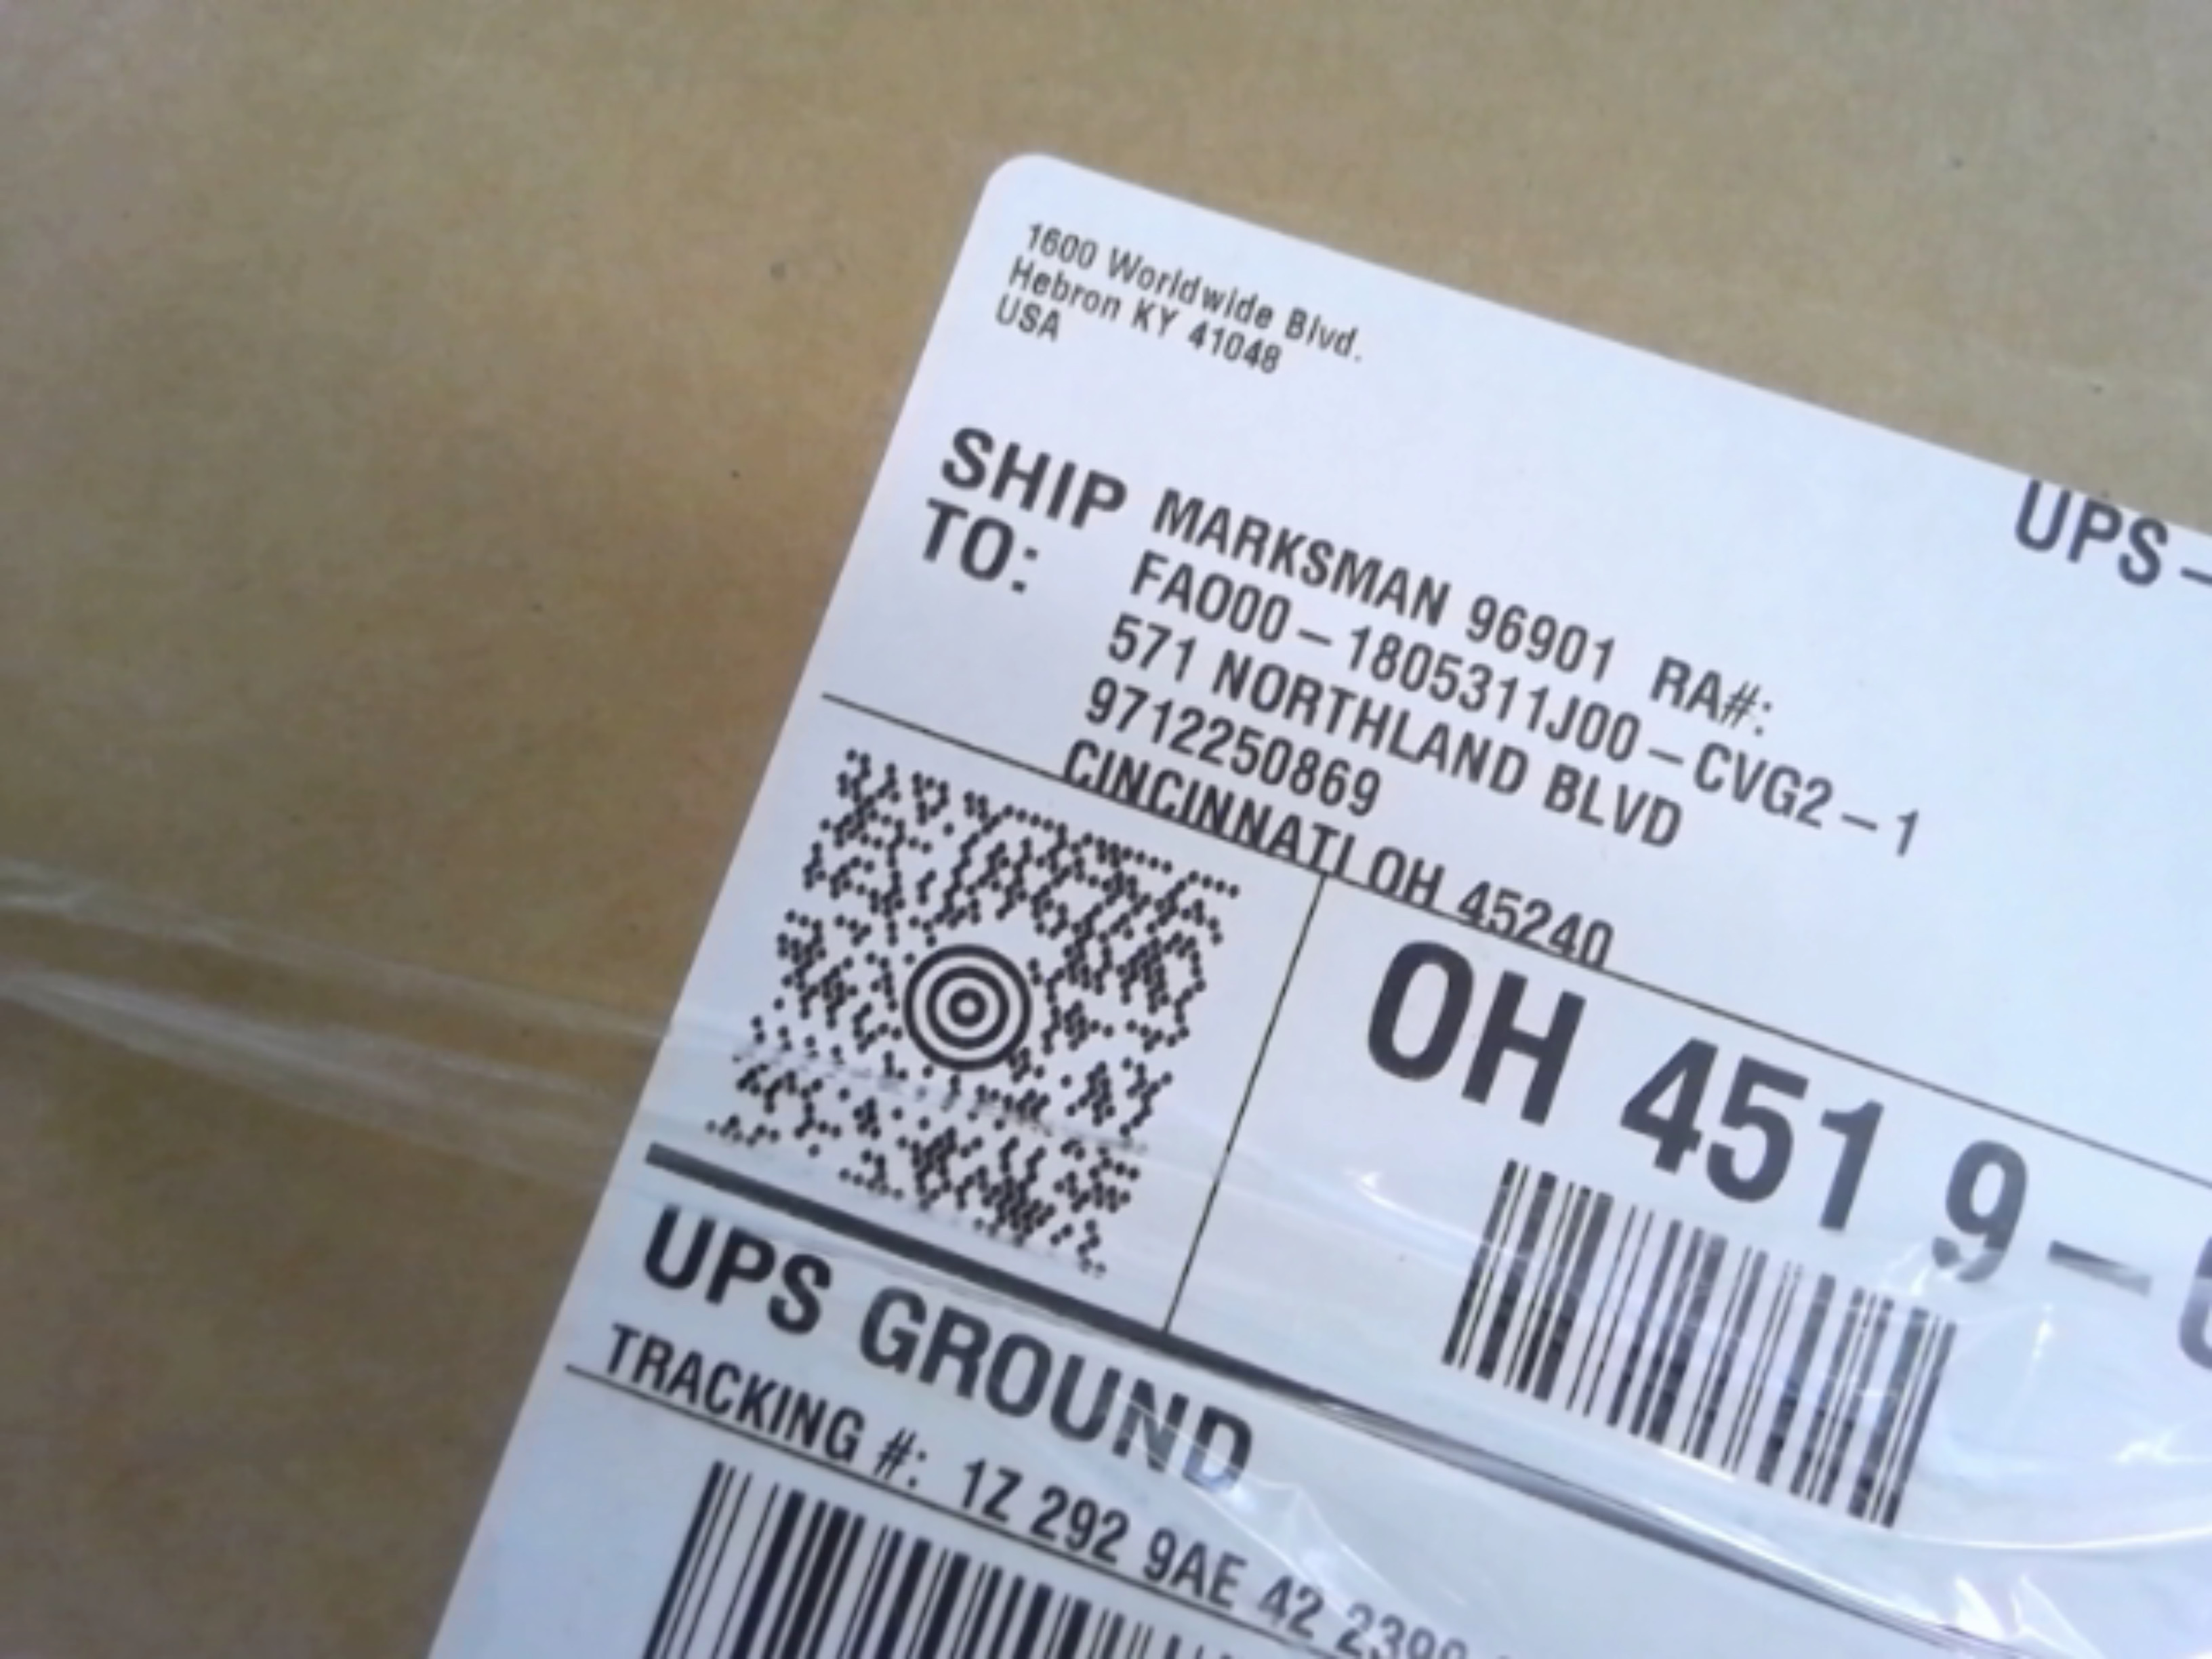 1600 Worldwide Blvd.
Hebron KY 41048
USA
UPS -
SHIP TO:
MARKSMAN 96901 RA#:
FAO00-1805311J00-CVG2-1
571 NORTHLAND BLVD
9712250869
CINCINNATI OH 45240
OH 451 9-
UPS GROUND
TRACKING #: 1Z 292 9AE 42